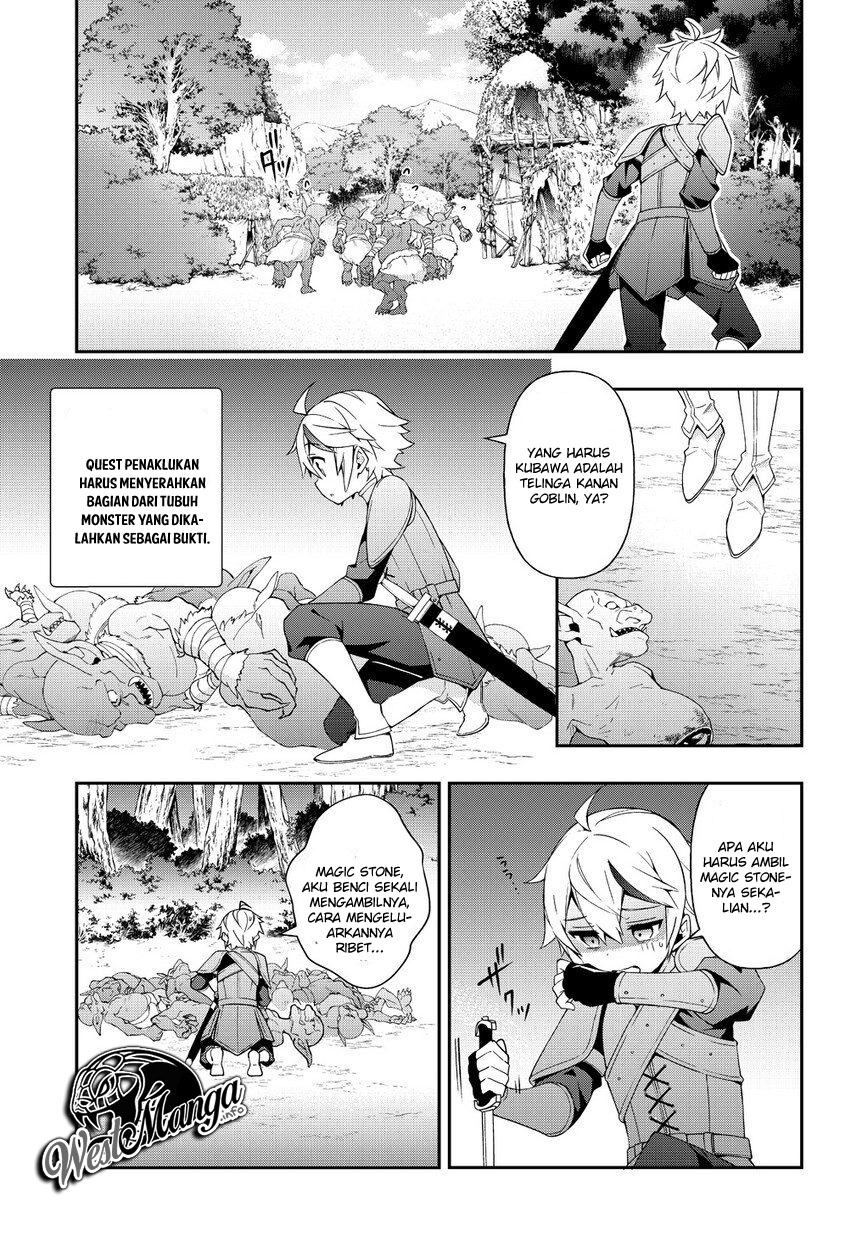 ダッ
YANG HARUS
KUBAWA ADALAH
TELINGA KANAN
GOBLIN, YA?
QUEST PENAKLUKAN
HARUS MENYERAHKAN
BAGIAN DARI TUBUH
MONSTER YANG DIKA-
LAHKAN SEBAGAI BUKTI.
APA AKU
HARUS AMBIL
MAGIC STONE-
NYA SEKA-
LIAN...?
MAGIC STONE,
AKU BENCI SEKALI
MENGAMBILNYA,
CARA MENGELU-
ARKANNYA
RIBET...
WestManga
.info